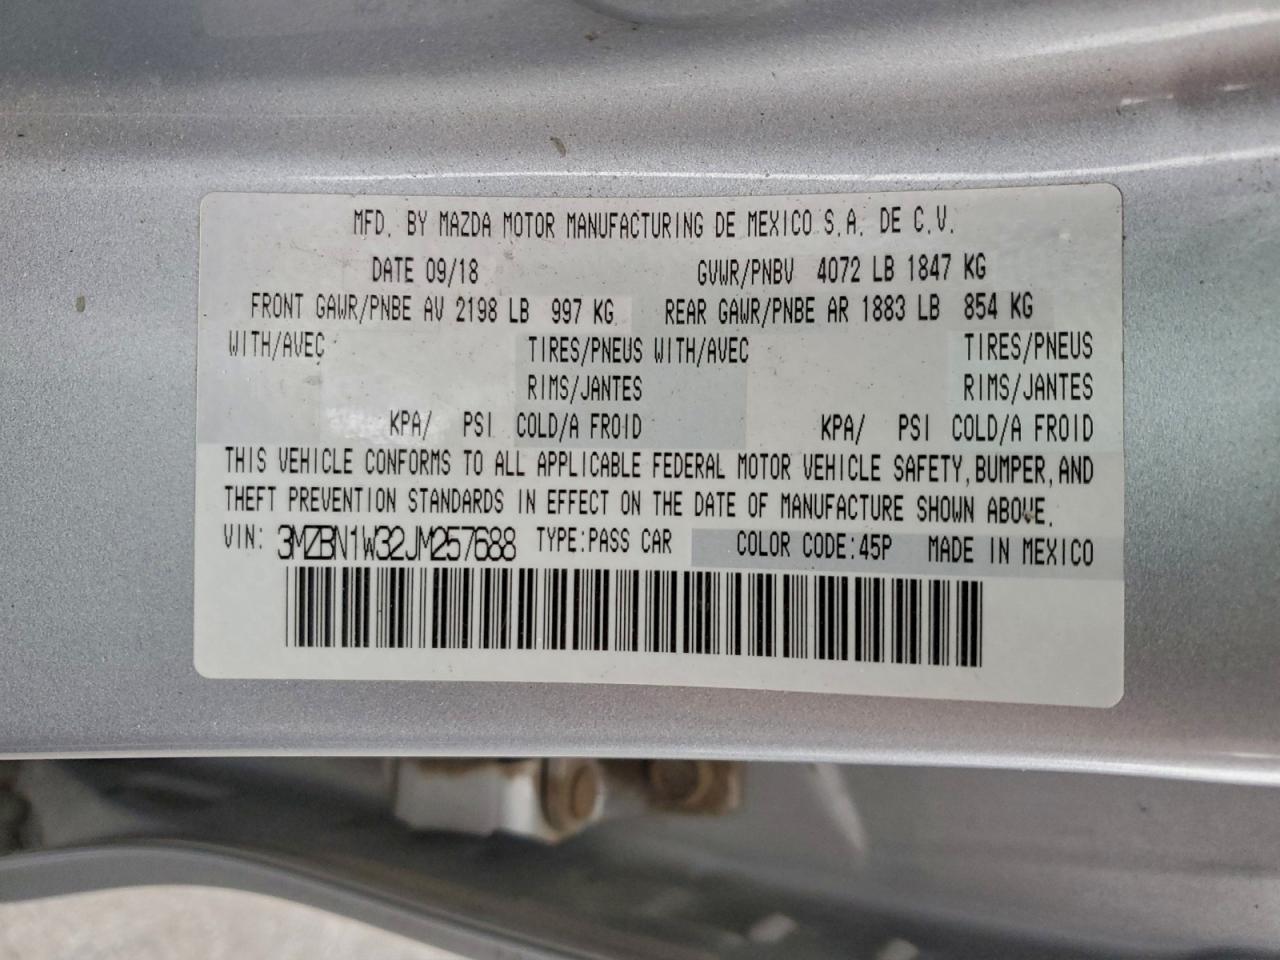 MFD. BY MAZDA MOTOR MANUFACTURING DE MEXICO S.A. DE C.V.
DATE 09/18 GVWR/PNBV 4072 LB 1847 KG
FRONT GAWR/PNBE AV 2198 LB 997 KG REAR GAWR/PNBE AR 1883 LB 854 KG
WITH/AVEC TIRES/PNEUS WITH/AVEC TIRES/PNEUS
RIMS/JANTES RIMS/JANTES
KPA/ PSI COLD/A FROID KPA/ PSI COLD/A FROID
THIS VEHICLE CONFORMS TO ALL APPLICABLE FEDERAL MOTOR VEHICLE SAFETY, BUMPER, AND
THEFT PREVENTION STANDARDS IN EFFECT ON THE DATE OF MANUFACTURE SHOWN ABOVE.
VIN: 3MZBN1W32JM257688 TYPE:PASS CAR COLOR CODE:45P MADE IN MEXICO